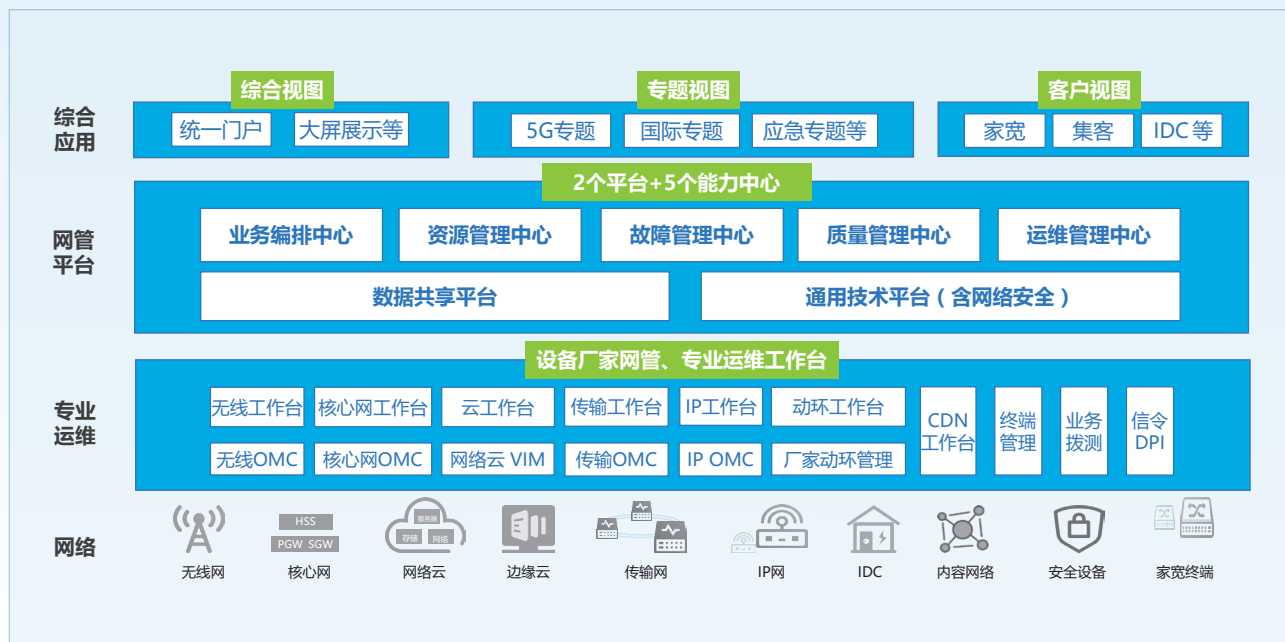 综合视图
专题视图
客户视图
综合
应用
统一门户
大屏展示等
5G专题
国际专题
应急专题等
家宽
集客
IDC 等
2个平台+5个能力中心
网管
平台
业务编排中心
资源管理中心
故障管理中心
质量管理中心
运维管理中心
数据共享平台
通用技术平台（含网络安全）
设备厂家网管、专业运维工作台
专业
运维
无线工作台
核心网工作台
云工作台
传输工作台
IP工作台
动环工作台
CDN
工作台
终端
管理
业务
拨测
信令
DPI
无线OMC
核心网OMC
网络云 VIM
传输OMC
IP OMC
厂家动环管理
网络
HSS
PGW SGW
服务器
存储
网络
无线网
核心网
网络云
边缘云
传输网
IP网
IDC
内容网络
安全设备
家宽终端